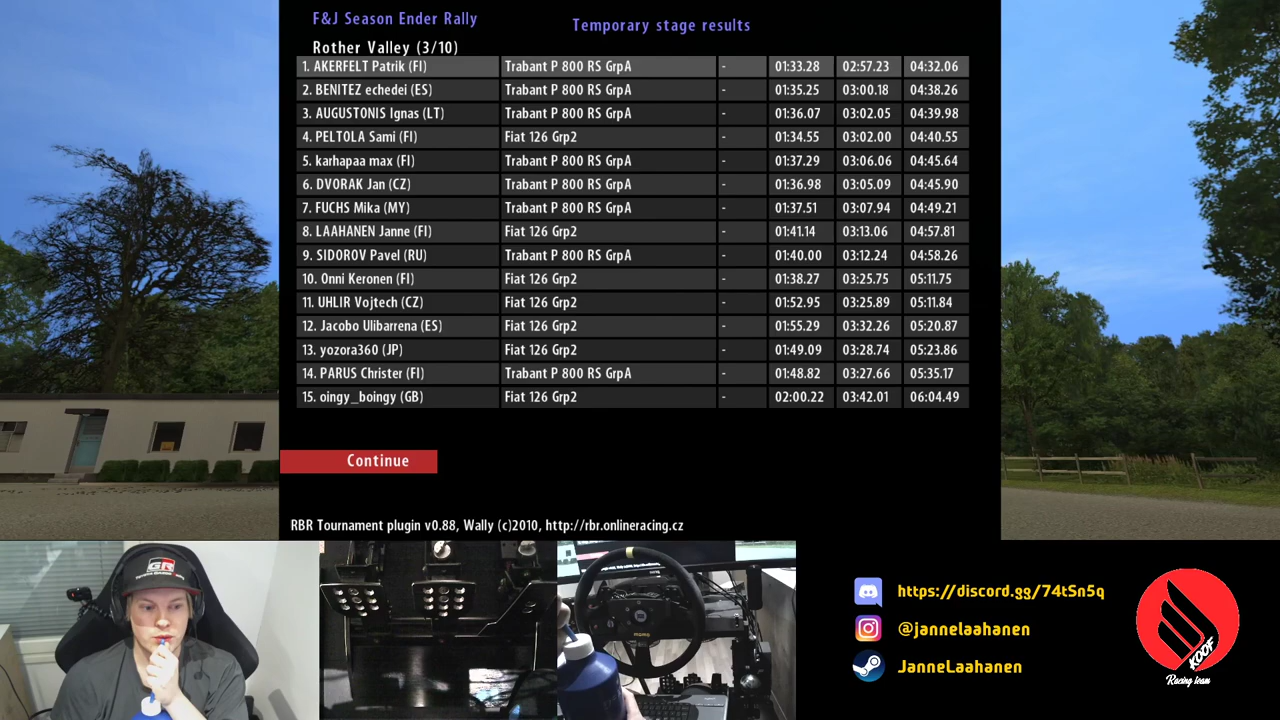 F&J Season Ender Rally
Temporary stage results
Rother Valley (3/10)
1. AKERFELT Patrik (FI) Trabant P 800 RS GrpA - 01:33.28 02:57.23 04:32.06
2. BENITEZ echedei (ES) Trabant P 800 RS GrpA - 01:35.25 03:00.18 04:38.26
3. AUGUSTONIS Ignas (LT) Trabant P 800 RS GrpA - 01:36.07 03:02.05 04:39.98
4. PELTOLA Sami (FI) Fiat 126 Grp2 - 01:34.55 03:02.00 04:40.55
5. karhapaa max (FI) Trabant P 800 RS GrpA - 01:37.29 03:06.06 04:45.64
6. DVORAK Jan (CZ) Trabant P 800 RS GrpA - 01:36.98 03:05.09 04:45.90
7. FUCHS Mika (MY) Trabant P 800 RS GrpA - 01:37.51 03:07.94 04:49.21
8. LAAHANEN Janne (FI) Fiat 126 Grp2 - 01:41.14 03:13.06 04:57.81
9. SIDOROV Pavel (RU) Trabant P 800 RS GrpA - 01:40.00 03:12.24 04:58.26
10. Onni Keronen (FI) Fiat 126 Grp2 - 01:38.27 03:25.75 05:11.75
11. UHLIR Vojtech (CZ) Fiat 126 Grp2 - 01:52.95 03:25.89 05:11.84
12. Jacobo Ulibarrena (ES) Fiat 126 Grp2 - 01:55.29 03:32.26 05:20.87
13. yozora360 (JP) Fiat 126 Grp2 - 01:49.09 03:28.74 05:23.86
14. PARUS Christer (FI) Trabant P 800 RS GrpA - 01:48.82 03:27.66 05:35.17
15. oingy_boingy (GB) Fiat 126 Grp2 - 02:00.22 03:42.01 06:04.49
Continue
RBR Tournament plugin v0.88, Wally (c)2010, http://rbr.onlineracing.cz
GR
https://discord.gg/74tSn5q
@jannelaahanen
JanneLaahanen
KODF
Racing team